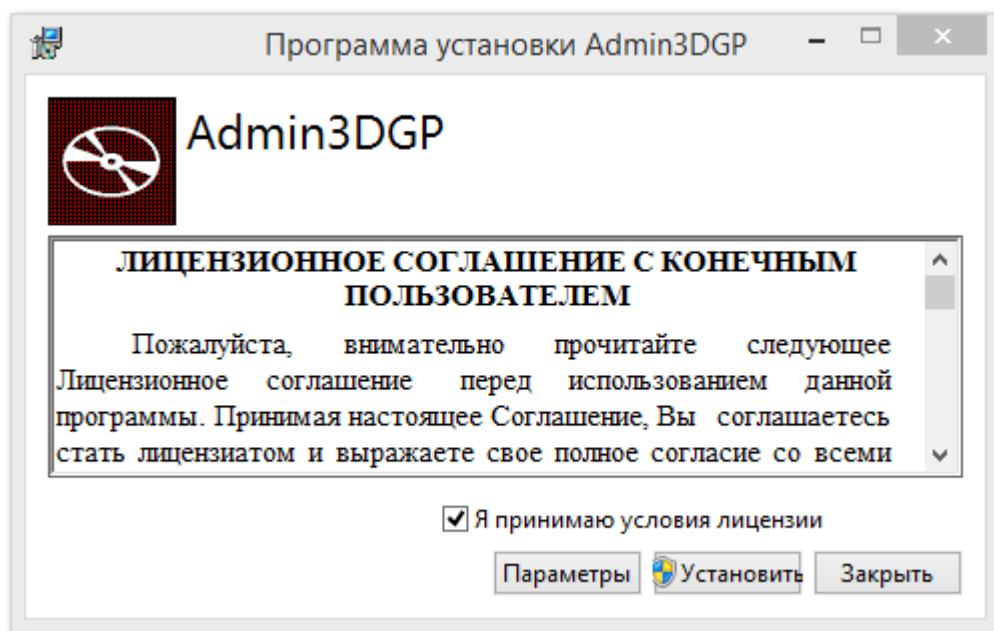 Программа установки Admin3DGP
Admin3DGP
ЛИЦЕНЗИОННОЕ СОГЛАШЕНИЕ С КОНЕЧНЫМ
ПОЛЬЗОВАТЕЛЕМ
Пожалуйста, внимательно прочитайте следующее
Лицензионное соглашение перед использованием данной
программы. Принимая настоящее Соглашение, Вы соглашаетесь
стать лицензиатом и выражаете свое полное согласие со всеми
Я принимаю условия лицензии
Параметры Установить Закрыть